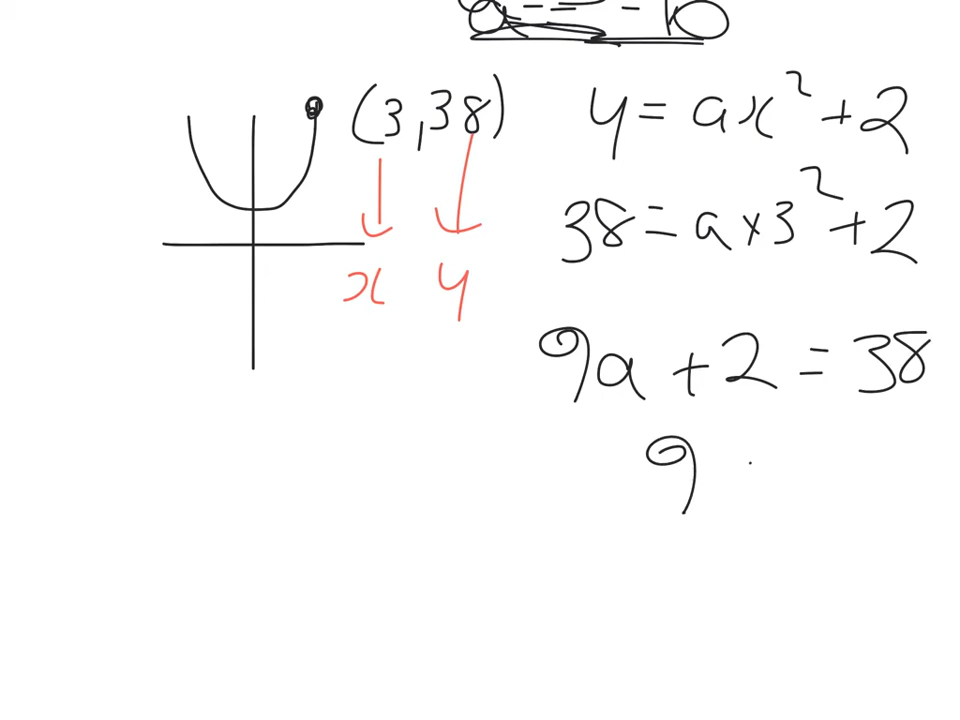 (3,38)
x y
y = ax² + 2
38 = a×3² + 2
9a + 2 = 38
9